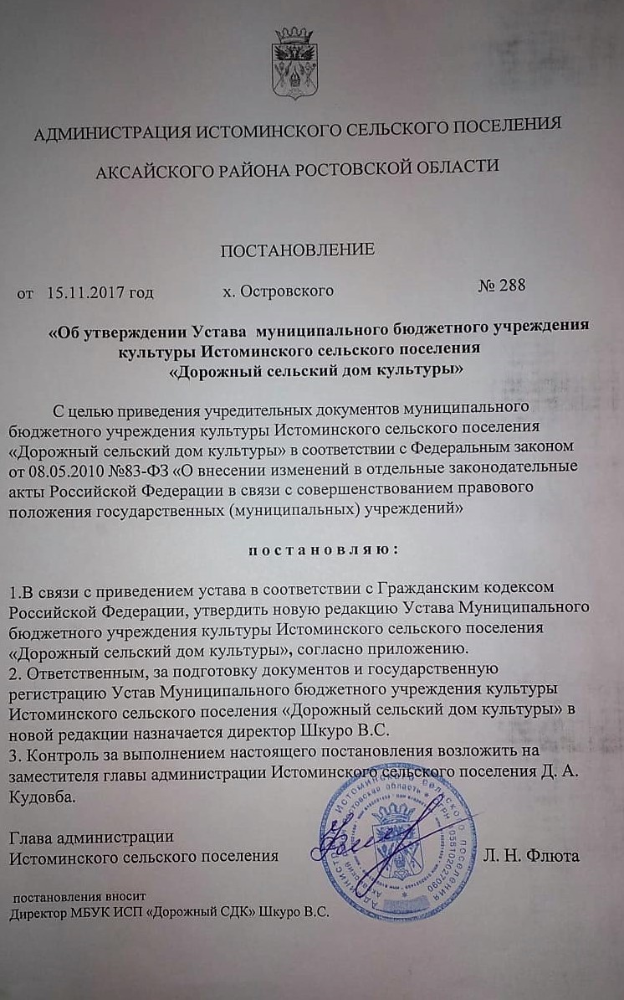 АДМИНИСТРАЦИЯ ИСТОМИНСКОГО СЕЛЬСКОГО ПОСЕЛЕНИЯ
АКСАЙСКОГО РАЙОНА РОСТОВСКОЙ ОБЛАСТИ
ПОСТАНОВЛЕНИЕ
от 15.11.2017 год х. Островского № 288
«Об утверждении Устава муниципального бюджетного учреждения
культуры Истоминского сельского поселения
«Дорожный сельский дом культуры»
С целью приведения учредительных документов муниципального
бюджетного учреждения культуры Истоминского сельского поселения
«Дорожный сельский дом культуры» в соответствии с Федеральным законом
от 08.05.2010 №83-ФЗ «О внесении изменений в отдельные законодательные
акты Российской Федерации в связи с совершенствованием правового
положения государственных (муниципальных) учреждений»
п о с т а н о в л я ю :
1.В связи с приведением устава в соответствии с Гражданским кодексом
Российской Федерации, утвердить новую редакцию Устава Муниципального
бюджетного учреждения культуры Истоминского сельского поселения
«Дорожный сельский дом культуры», согласно приложению.
2. Ответственным, за подготовку документов и государственную
регистрацию Устав Муниципального бюджетного учреждения культуры
Истоминского сельского поселения «Дорожный сельский дом культуры» в
новой редакции назначается директор Шкуро В.С.
3. Контроль за выполнением настоящего постановления возложить на
заместителя главы администрации Истоминского сельского поселения Д. А.
Кудовба.
Глава администрации
Истоминского сельского поселения Л. Н. Флюта
Администрация Истоминского сельского поселения
постановления вносит
Директор МБУК ИСП «Дорожный СДК» Шкуро В.С.